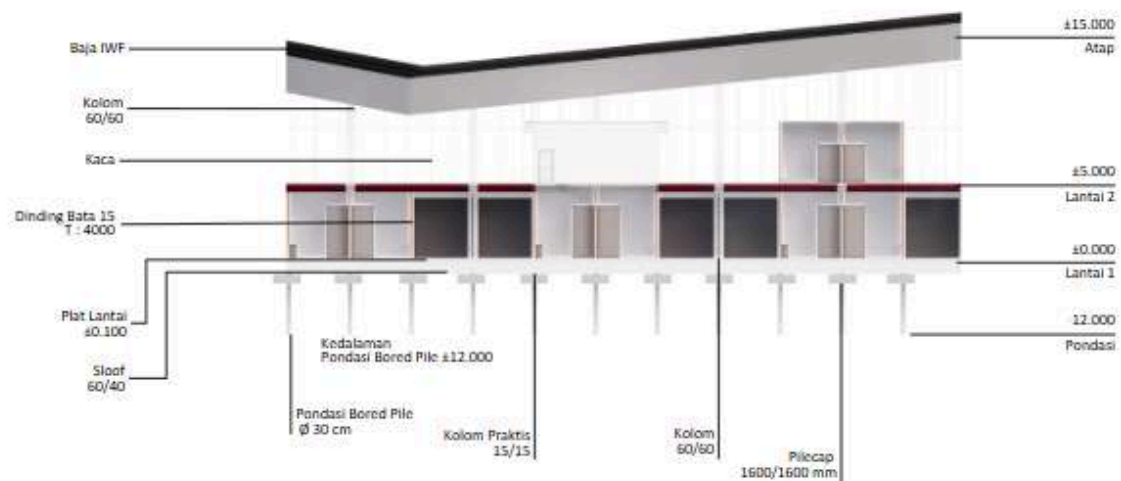 Baja IWF
Kolom
60/60
Kaca
Dinding Bata 15
T : 4000
Plat Lantai
±0.100
Sloof
60/40
Kedalaman
Pondasi Bored Pile ±12.000
Pondasi Bored Pile
Ø 30 cm
Kolom Praktis
15/15
Kolom
60/60
Pilecap
1600/1600 mm
±15.000
Atap
±5.000
Lantai 2
±0.000
Lantai 1
12.000
Pondasi